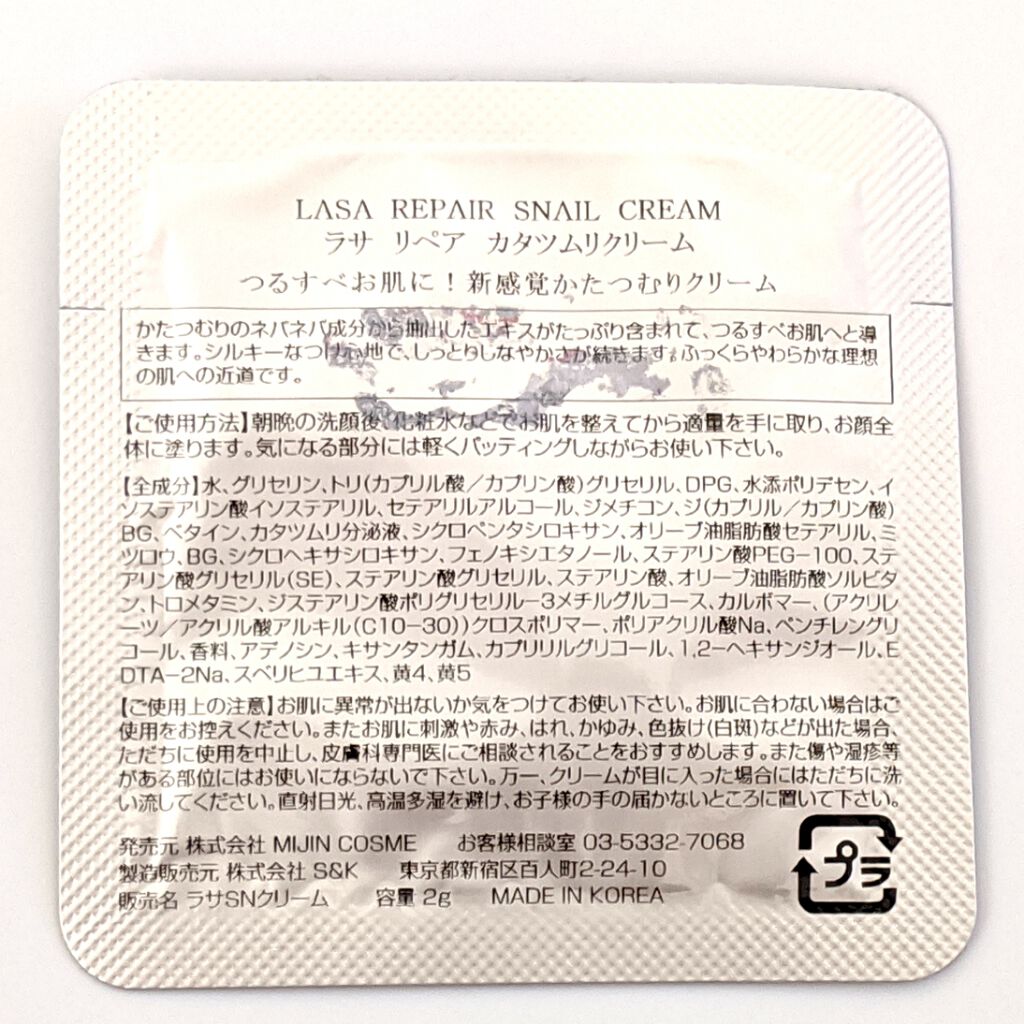 LASA REPAIR SNAIL CREAM
ラサ リペア カタツムリクリーム
つるすべお肌に！新感覚かたつむりクリーム
かたつむりのネバネバ成分から抽出したエキスがたっぷり含まれて、つるすべお肌へと導
きます。シルキーなつけ心地で、しっとりしなやかさが続きます。ふっくらやわらかな理想
の肌への近道です。
【ご使用方法】朝晩の洗顔後、化粧水などでお肌を整えてから適量を手に取り、お顔全
体に塗ります。気になる部分には軽くパッティングしながらお使い下さい。
【全成分】水、グリセリン、トリ(カプリル酸／カプリン酸)グリセリル、DPG、水添ポリデセン、イ
ソステアリン酸イソステアリル、セテアリルアルコール、ジメチコン、ジ(カプリル／カプリン酸)
BG、ベタイン、カタツムリ分泌液、シクロペンタシロキサン、オリーブ油脂肪酸セテアリル、ミ
ツロウ、BG、シクロヘキサシロキサン、フェノキシエタノール、ステアリン酸PEG-100、ステ
アリン酸グリセリル(SE)、ステアリン酸グリセリル、ステアリン酸、オリーブ油脂肪酸ソルビタ
ン、トロメタミン、ジステアリン酸ポリグリセリル-3メチルグルコース、カルボマー、(アクリレ
ーツ／アクリル酸アルキル(C10-30))クロスポリマー、ポリアクリル酸Na、ペンチレングリ
コール、香料、アデノシン、キサンタンガム、カプリリルグリコール、1,2-ヘキサンジオール、E
DTA-2Na、スベリヒユエキス、黄4、黄5
【ご使用上の注意】お肌に異常が出ないか気をつけてお使い下さい。お肌に合わない場合はご
使用をお控えください。またお肌に刺激や赤み、はれ、かゆみ、色抜け(白斑)などが出た場合、
ただちに使用を中止し、皮膚科専門医にご相談されることをおすすめします。また傷や湿疹等
がある部位にはお使いにならないで下さい。万一、クリームが目に入った場合にはただちに洗
い流してください。直射日光、高温多湿を避け、お子様の手の届かないところに置いて下さい。
発売元 株式会社 MIJIN COSME お客様相談室 03-5332-7068
製造販売元 株式会社 S&K 東京都新宿区百人町2-24-10
販売名 ラサSNクリーム 容量 2g MADE IN KOREA
プラ